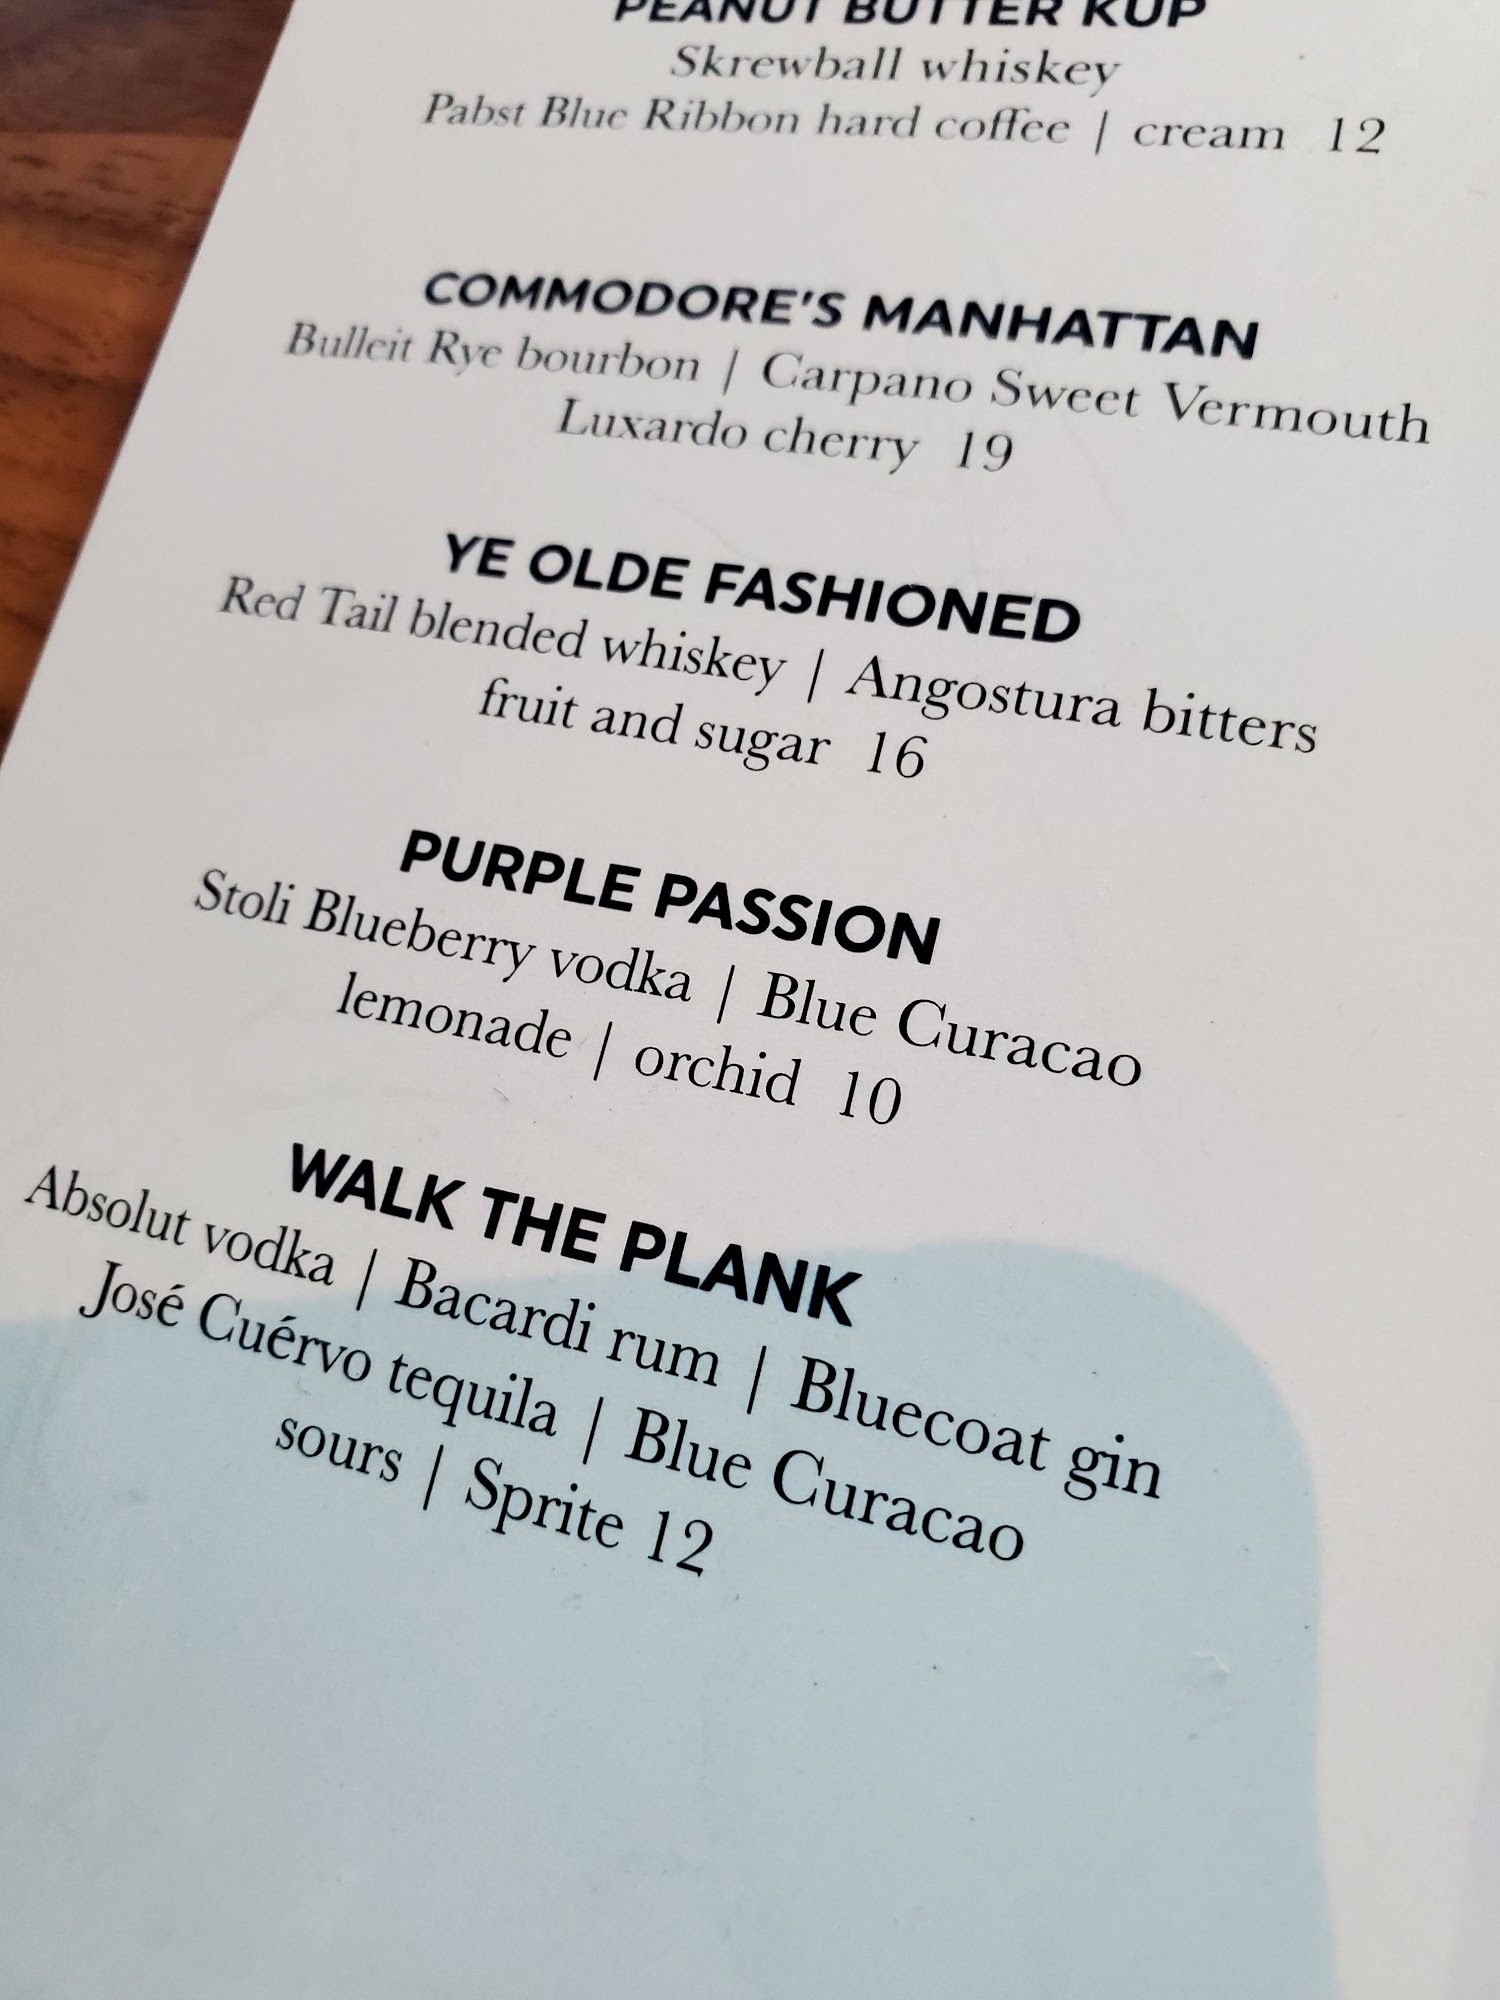 PEANUT BUTTER KUP
Skrewball whiskey
Pabst Blue Ribbon hard coffee | cream 12
COMMODORE'S MANHATTAN
Bulleit Rye bourbon | Carpano Sweet Vermouth
Luxardo cherry 19
YE OLDE FASHIONED
Red Tail blended whiskey | Angostura bitters
fruit and sugar 16
PURPLE PASSION
Stoli Blueberry vodka | Blue Curacao
lemonade | orchid 10
WALK THE PLANK
Absolut vodka | Bacardi rum | Bluecoat gin
José Cuérvo tequila | Blue Curacao
sours | Sprite 12